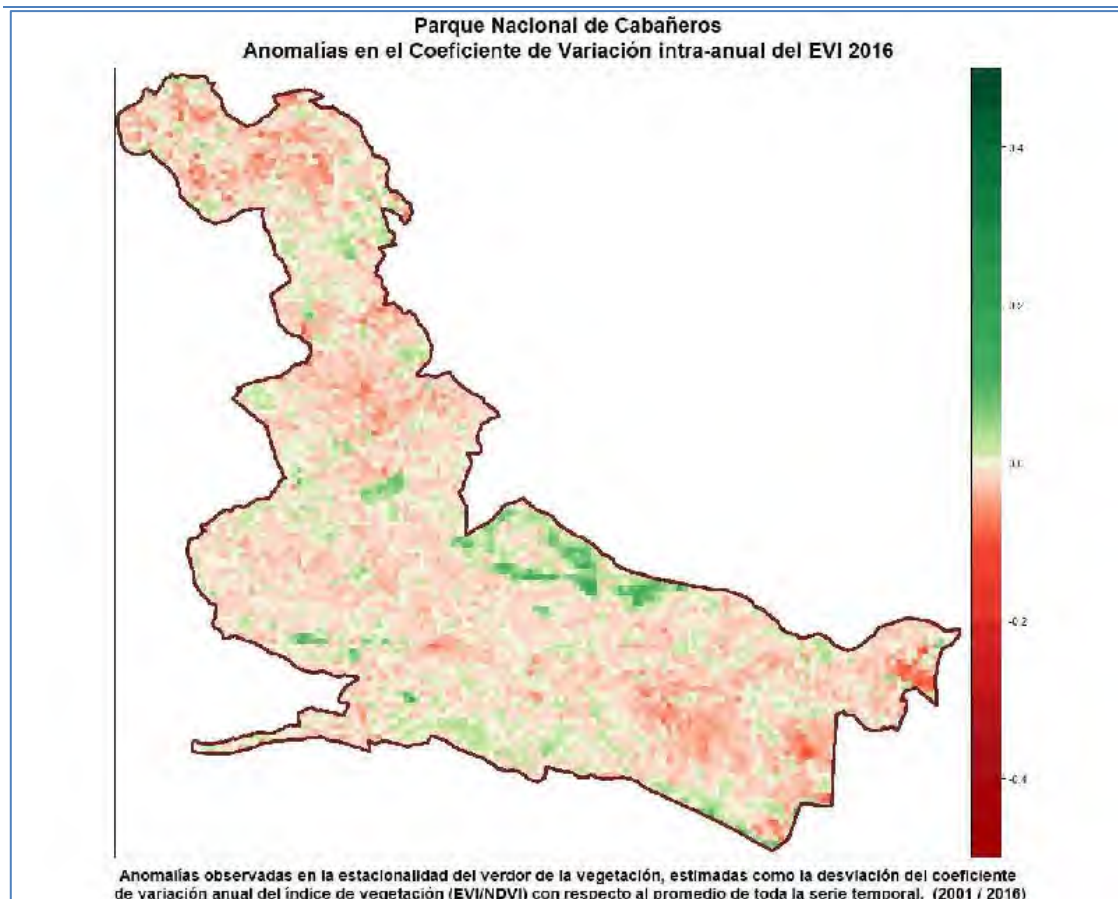 Parque Nacional de Cabañeros
Anomalías en el Coeficiente de Variación intra-anual del EVI 2016
0.4
0.2
0.0
-0.2
-0.4
Anomalías observadas en la estacionalidad del verdor de la vegetación, estimadas como la desviación del coeficiente
de variación anual del índice de vegetación (EVI/NDVI) con respecto al promedio de toda la serie temporal. (2001 / 2016)